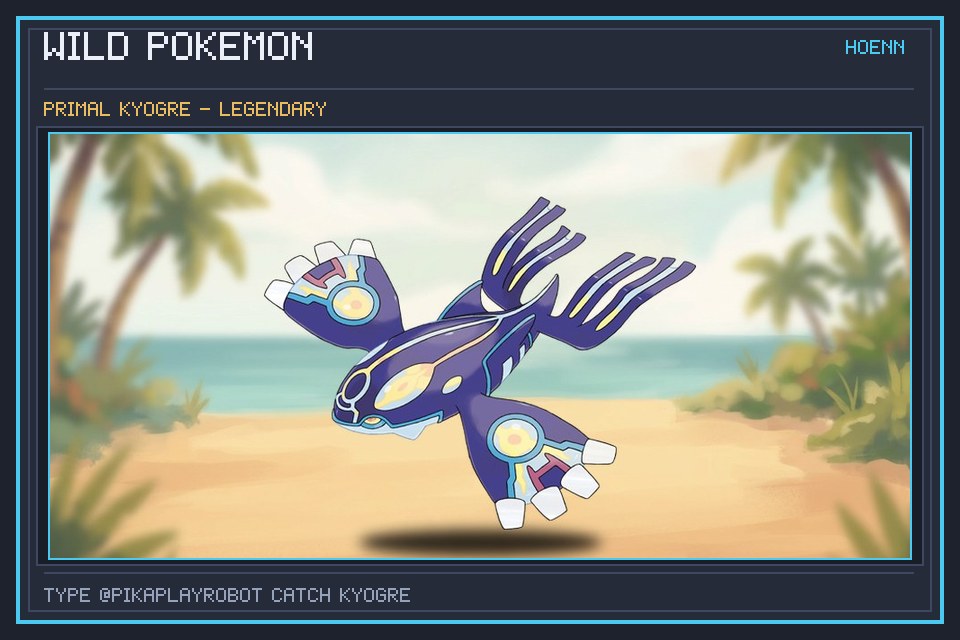 WILD POKEMON
HOENN
PRIMAL KYOGRE - LEGENDARY
TYPE @PIKAPLAYROBOT CATCH KYOGRE